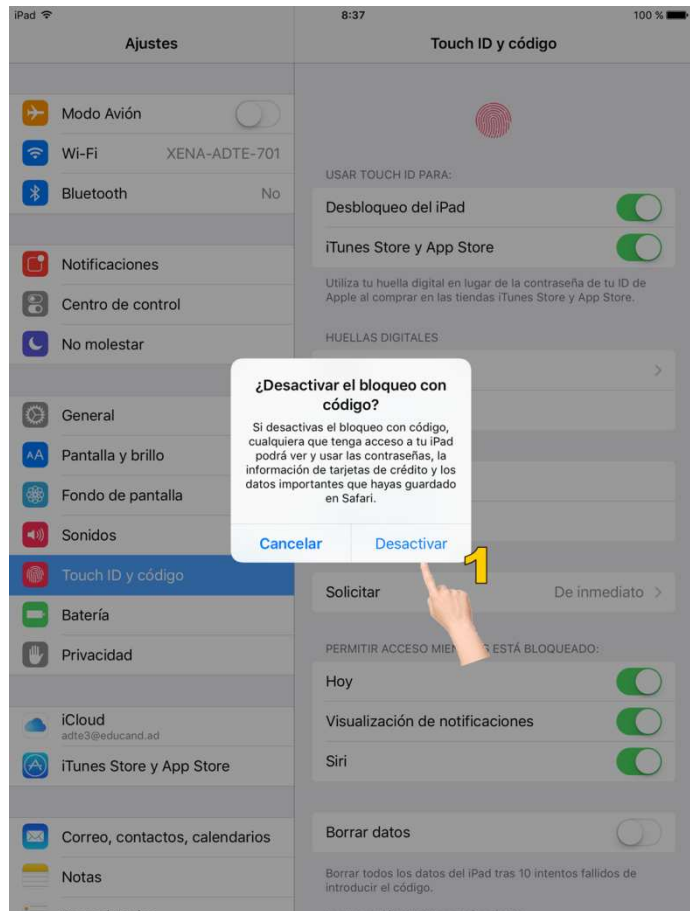 iPad
8:37
100 %
Ajustes
Touch ID y código
Modo Avión
Wi-Fi XENA-ADTE-701
Bluetooth No
Notificaciones
Centro de control
No molestar
General
Pantalla y brillo
Fondo de pantalla
Sonidos
Touch ID y código
Batería
Privacidad
iCloud
adte3@educand.ad
iTunes Store y App Store
Correo, contactos, calendarios
Notas
USAR TOUCH ID PARA:
Desbloqueo del iPad
iTunes Store y App Store
Utiliza tu huella digital en lugar de la contraseña de tu ID de
Apple al comprar en las tiendas iTunes Store y App Store.
HUELLAS DIGITALES
¿Desactivar el bloqueo con
código?
Si desactivas el bloqueo con código,
cualquiera que tenga acceso a tu iPad
podrá ver y usar las contraseñas, la
información de tarjetas de crédito y los
datos importantes que hayas guardado
en Safari.
Cancelar Desactivar
1
Solicitar De inmediato
PERMITIR ACCESO ESTÁ BLOQUEADO:
Hoy
Visualización de notificaciones
Siri
Borrar datos
Borrar todos los datos del iPad tras 10 intentos fallidos de
introducir el código.